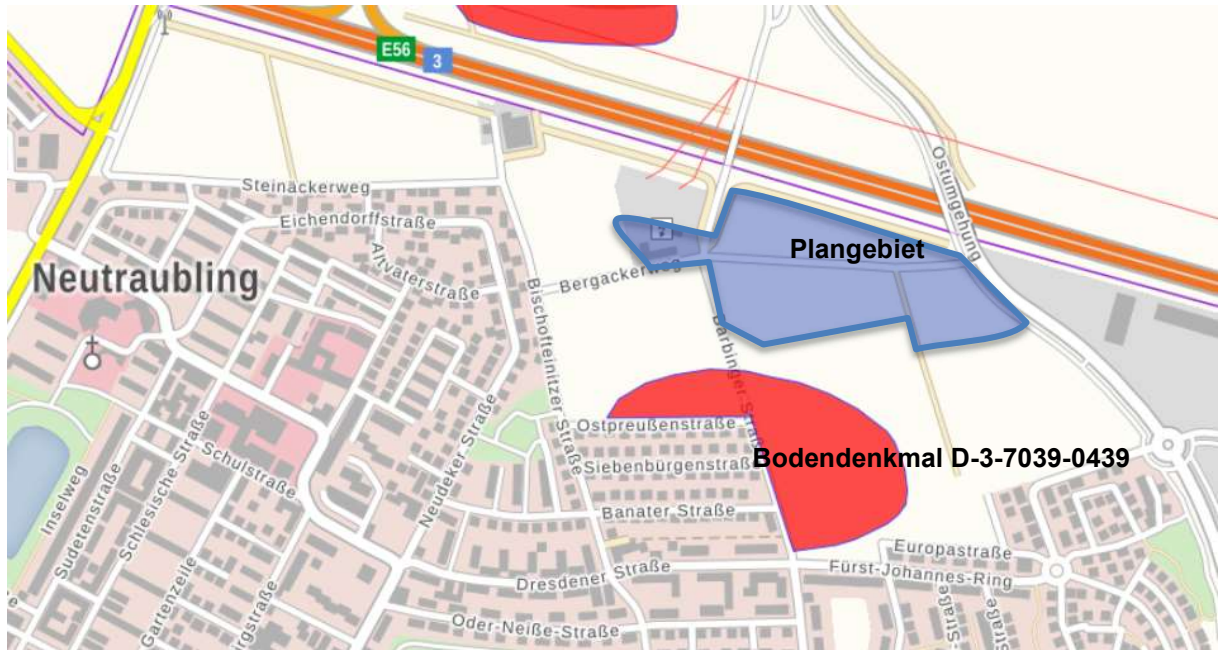 E56
3
Ostumgehung
Steinackerweg
Eichendorffstraße
Altvaterstraße
Neutraubling
Plangebiet
Bergackerweg
Bischofteinitzer-Straße
Barbinger-Straße
Ostpreußenstraße
Siebenbürgenstraße
Bodendenkmal D-3-7039-0439
Schulstraße
Neudeker-Straße
Banater Straße
Inselweg
Sudetenstraße
Schlesische-Straße
Gartenzeile
Europastraße
Dresdener Straße
Fürst-Johannes-Ring
Oder-Neiße-Straße